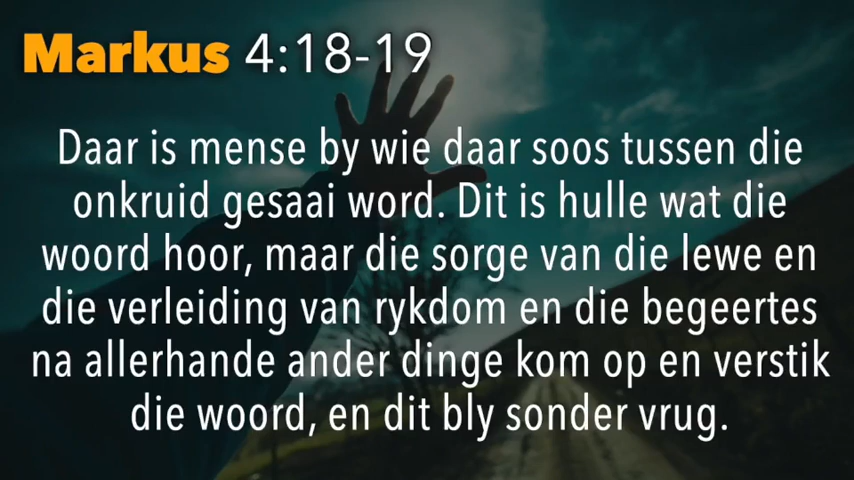 Markus 4:18-19
Daar is mense by wie daar soos tussen die
onkruid gesaai word. Dit is hulle wat die
woord hoor, maar die sorge van die lewe en
die verleiding van rykdom en die begeertes
na allerhande ander dinge kom op en verstik
die woord, en dit bly sonder vrug.